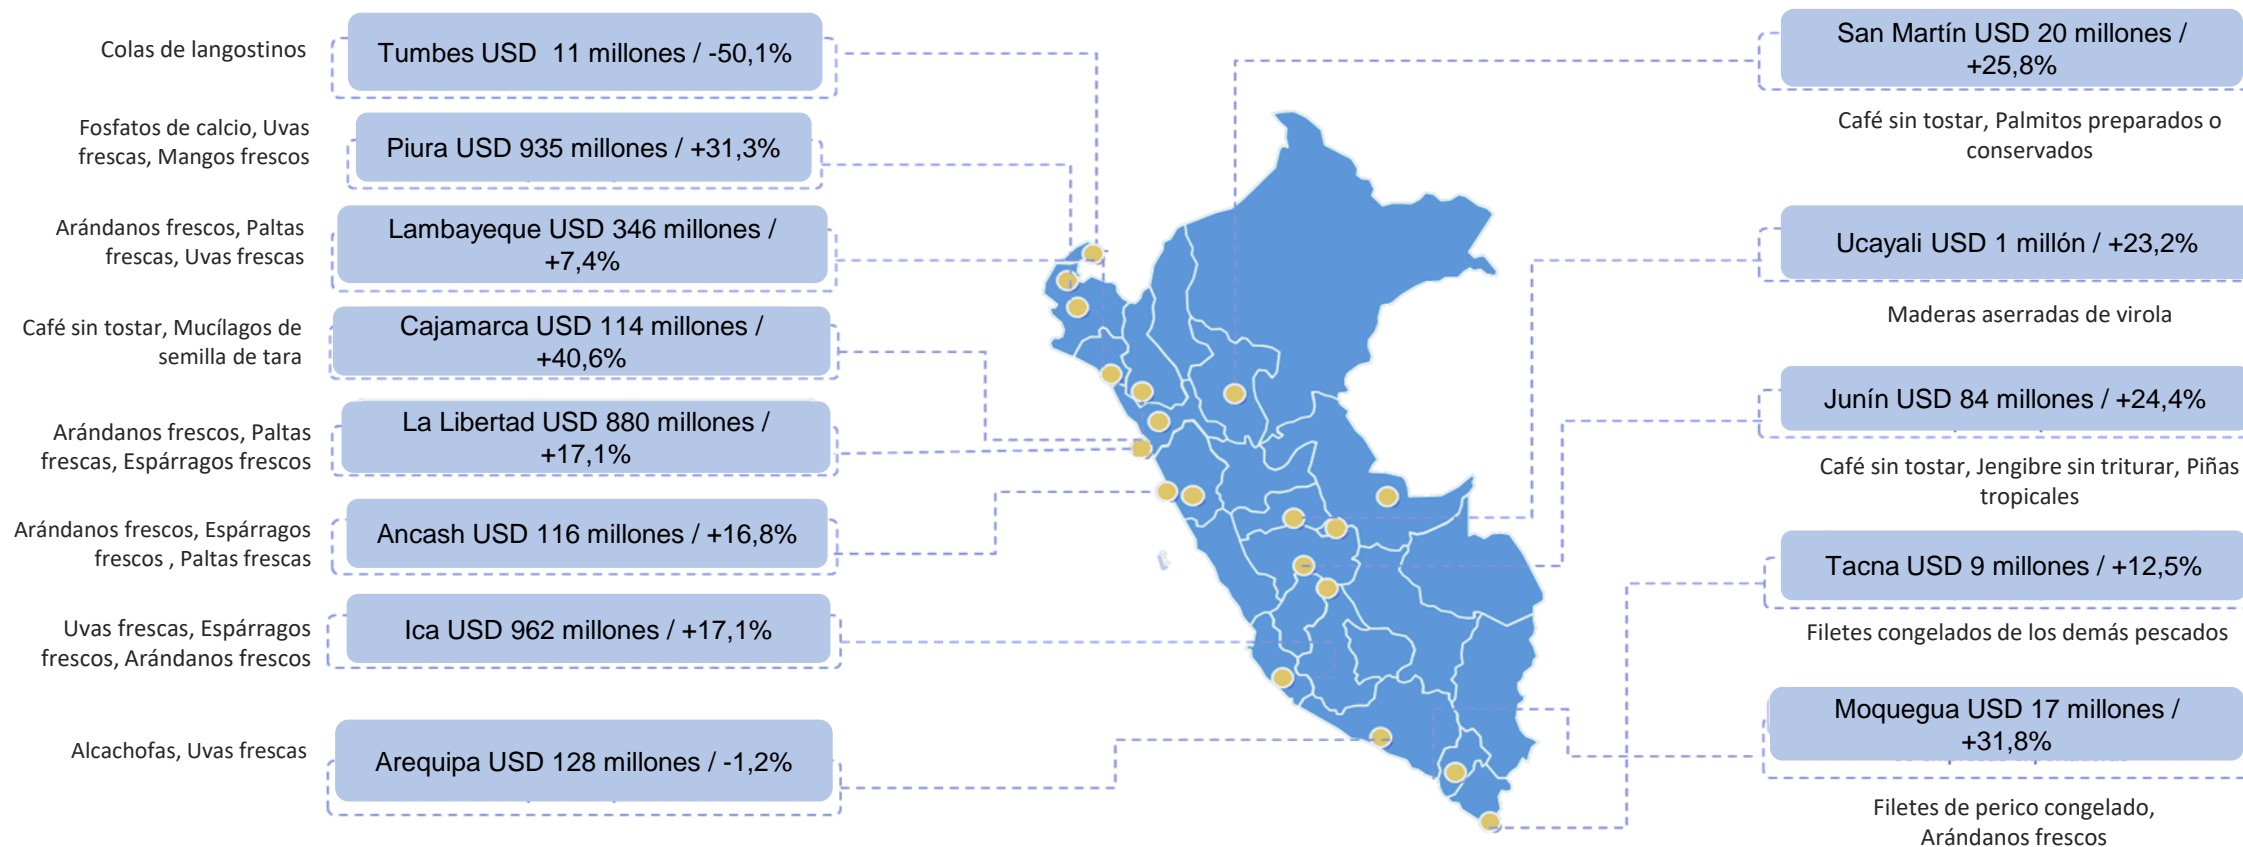 Colas de langostinos
Tumbes USD  11 millones / -50,1%
Fosfatos de calcio, Uvas
frescas, Mangos frescos
Piura USD 935 millones / +31,3%
Arándanos frescos, Paltas
frescas, Uvas frescas
Lambayeque USD 346 millones /
+7,4%
Café sin tostar, Mucílagos de
semilla de tara
Cajamarca USD 114 millones /
+40,6%
Arándanos frescos, Paltas
frescas, Espárragos frescos
La Libertad USD 880 millones /
+17,1%
Arándanos frescos, Espárragos
frescos , Paltas frescas
Ancash USD 116 millones / +16,8%
Uvas frescas, Espárragos
frescos, Arándanos frescos
Ica USD 962 millones / +17,1%
Alcachofas, Uvas frescas
Arequipa USD 128 millones / -1,2%
San Martín USD 20 millones /
+25,8%
Café sin tostar, Palmitos preparados o
conservados
Ucayali USD 1 millón / +23,2%
Maderas aserradas de virola
Junín USD 84 millones / +24,4%
Café sin tostar, Jengibre sin triturar, Piñas
tropicales
Tacna USD 9 millones / +12,5%
Filetes congelados de los demás pescados
Moquegua USD 17 millones /
+31,8%
Filetes de perico congelado,
Arándanos frescos